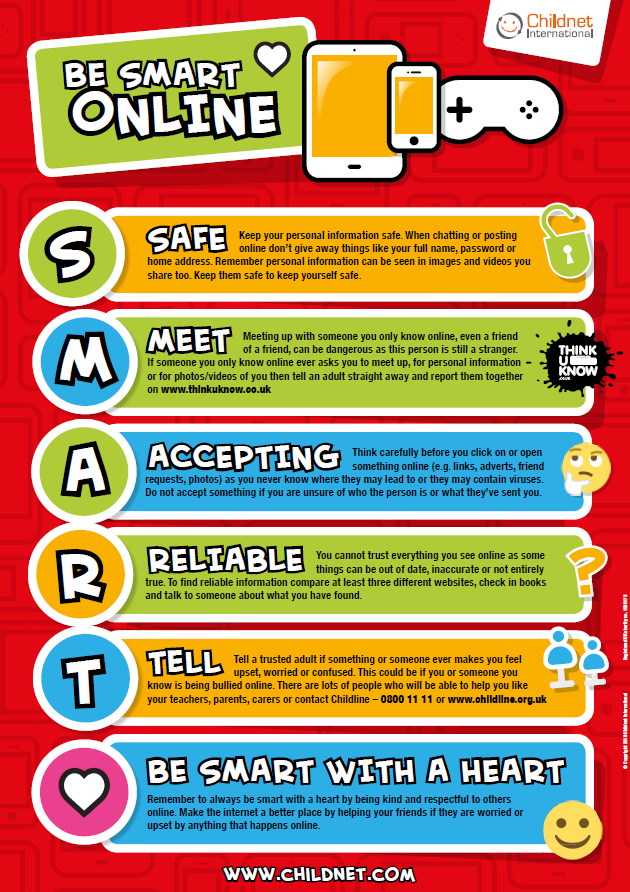 Childnet
International
BE SMART
ONLINE
S
SAFE Keep your personal information safe. When chatting or posting
online don't give away things like your full name, password or
home address. Remember personal information can be seen in images and videos you
share too. Keep them safe to keep yourself safe.
M
MEET Meeting up with someone you only know online, even a friend
of a friend, can be dangerous as this person is still a stranger.
If someone you only know online ever asks you to meet up, for personal information
or for photos/videos of you then tell an adult straight away and report them together
on www.thinkuknow.co.uk
THINK
U
KNOW
.CO.UK
A
ACCEPTING Think carefully before you click on or open
something online (e.g. links, adverts, friend
requests, photos) as you never know where they may lead to or they may contain viruses.
Do not accept something if you are unsure of who the person is or what they've sent you.
R
RELIABLE You cannot trust everything you see online as some
things can be out of date, inaccurate or not entirely
true. To find reliable information compare at least three different websites, check in books
and talk to someone about what you have found.
T
TELL Tell a trusted adult if something or someone ever makes you feel
upset, worried or confused. This could be if you or someone you
know is being bullied online. There are lots of people who will be able to help you like
your teachers, parents, carers or contact Childline – 0800 11 11 or www.childline.org.uk
BE SMART WITH A HEART
Remember to always be smart with a heart by being kind and respectful to others
online. Make the internet a better place by helping your friends if they are worried or
upset by anything that happens online.
WWW.CHILDNET.COM